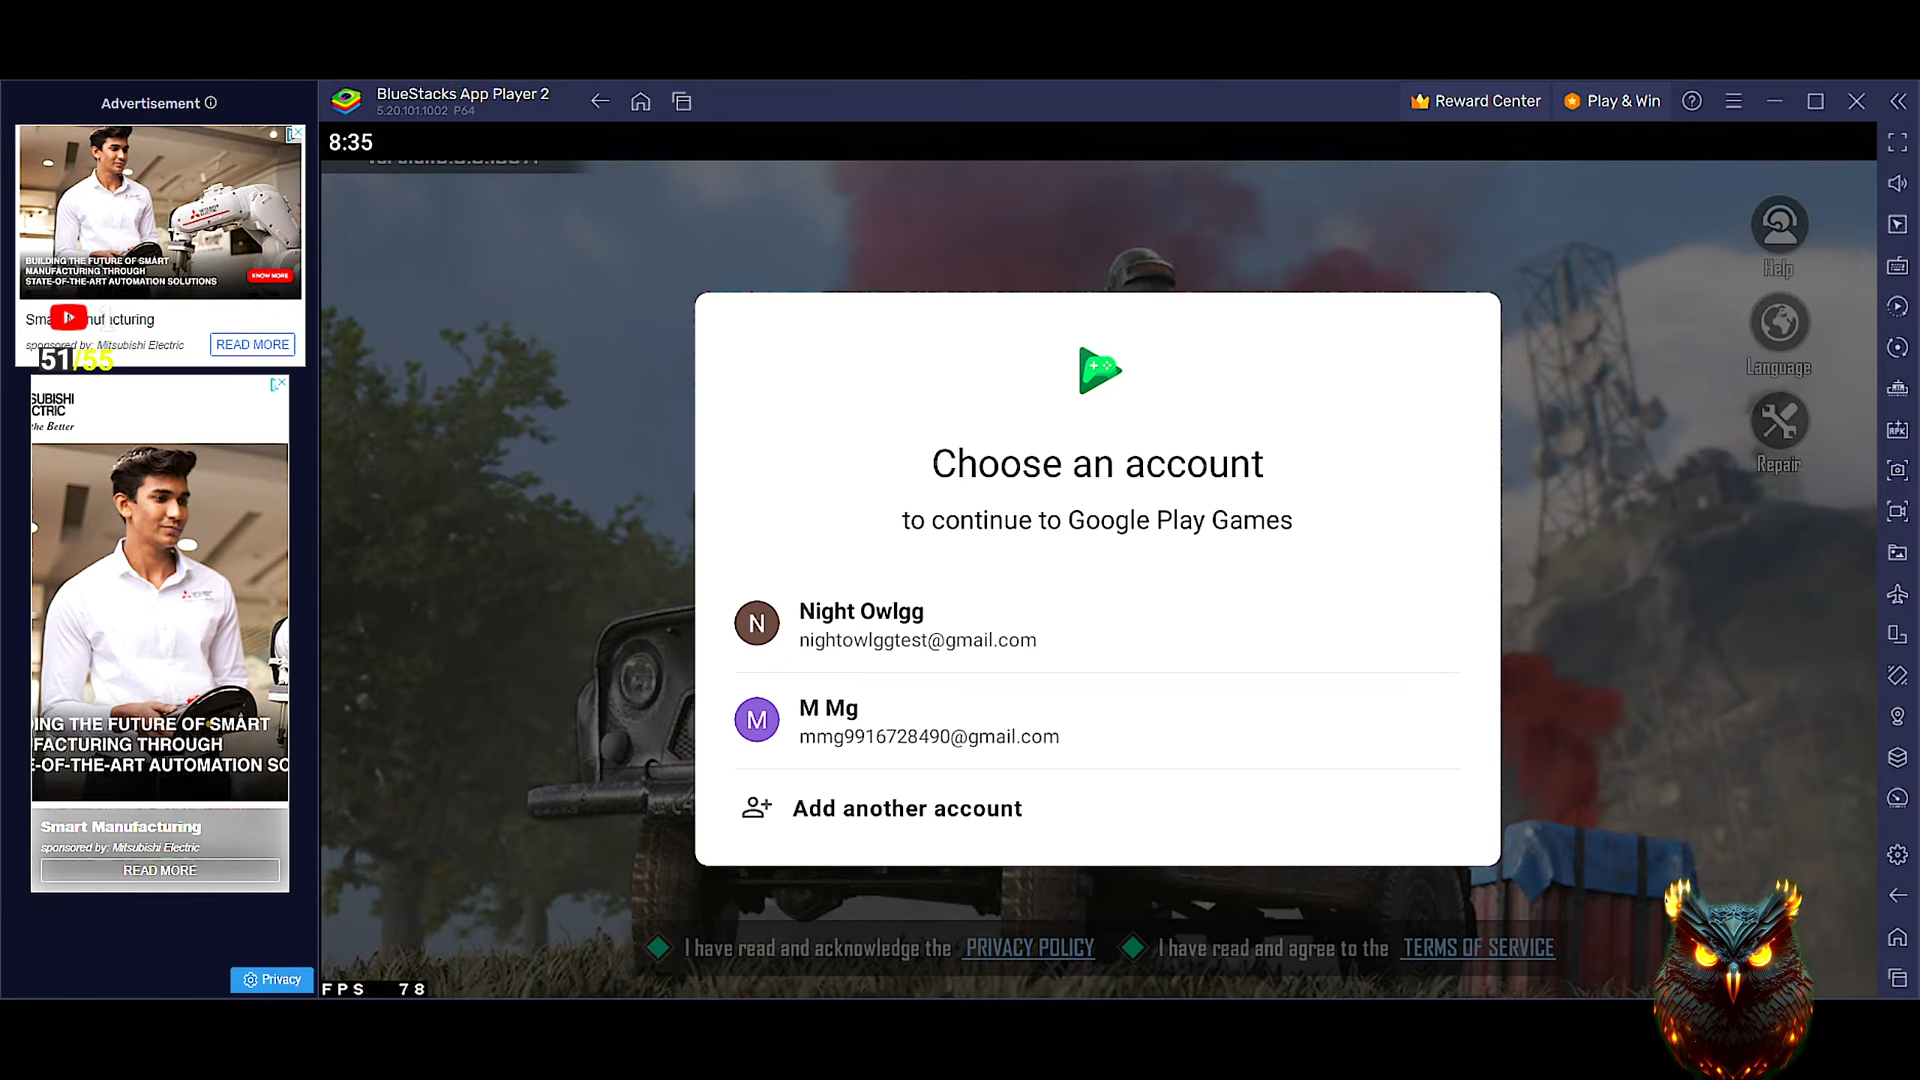 Advertisement
BUILDING THE FUTURE OF SMART
MANUFACTURING THROUGH
STATE-OF-THE-ART AUTOMATION SOLUTIONS
KNOW MORE
sponsored by: Mitsubishi Electric
READ MORE
51/55
SUBISHI
CTRIC
the Better
ING THE FUTURE OF SMART
FACTURING THROUGH
E-OF-THE-ART AUTOMATION SO
Smart Manufacturing
sponsored by: Mitsubishi Electric
READ MORE
Privacy
BlueStacks App Player 2
5.20.101.1002 P64
Reward Center
Play & Win
8:35
Help
Language
Repair
Choose an account
to continue to Google Play Games
N
Night Owlgg
nightowlggtest@gmail.com
M
M Mg
mmg9916728490@gmail.com
Add another account
I have read and acknowledge the PRIVACY POLICY
I have read and agree to the TERMS OF SERVICE
FPS 78